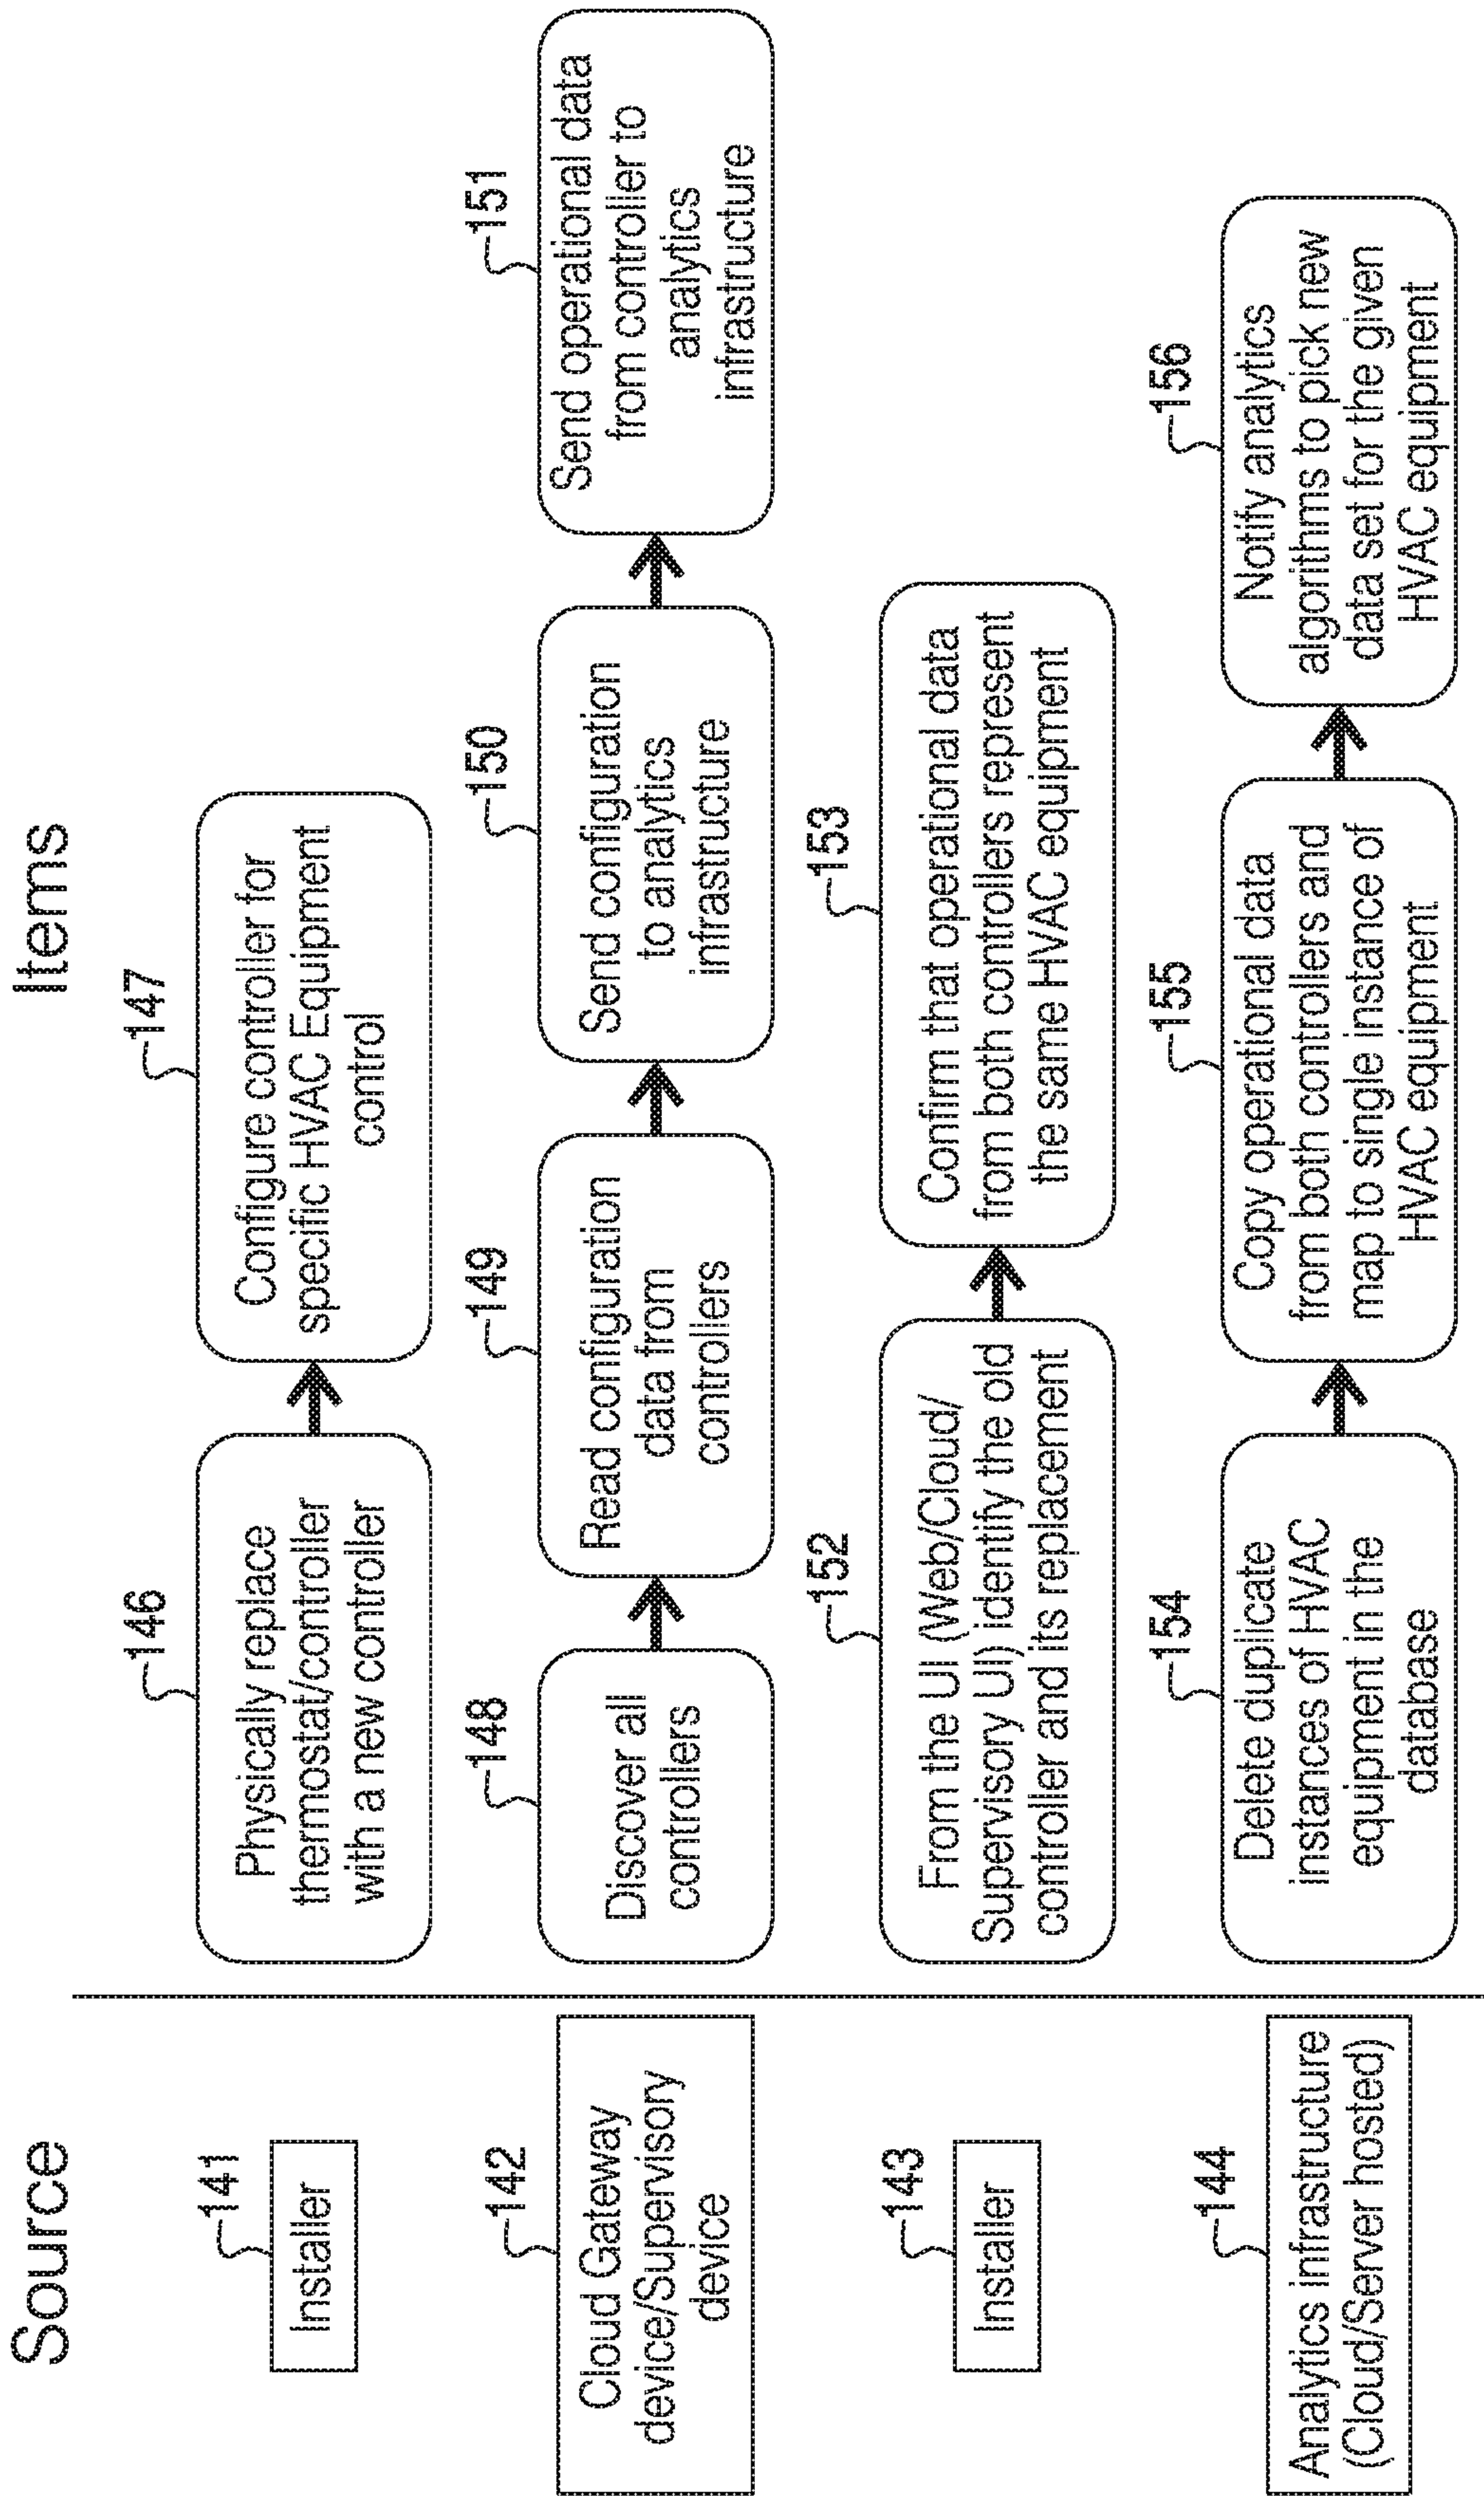 Source
Items
141
Installer
146
Physically replace
thermostat/controller
with a new controller
147
Configure controller for
specific HVAC Equipment
control
142
Cloud Gateway
device/Supervisory
device
148
Discover all
controllers
149
Read configuration
data from
controllers
150
Send configuration
to analytics
infrastructure
151
Send operational data
from controller to
analytics
infrastructure
143
Installer
152
From the UI (Web/Cloud/
Supervisory UI) identify the old
controller and its replacement
153
Confirm that operational data
from both controllers represent
the same HVAC equipment
144
Analytics Infrastructure
(Cloud/Server hosted)
154
Delete duplicate
instances of HVAC
equipment in the
database
155
Copy operational data
from both controllers and
map to single instance of
HVAC equipment
156
Notify analytics
algorithms to pick new
data set for the given
HVAC equipment